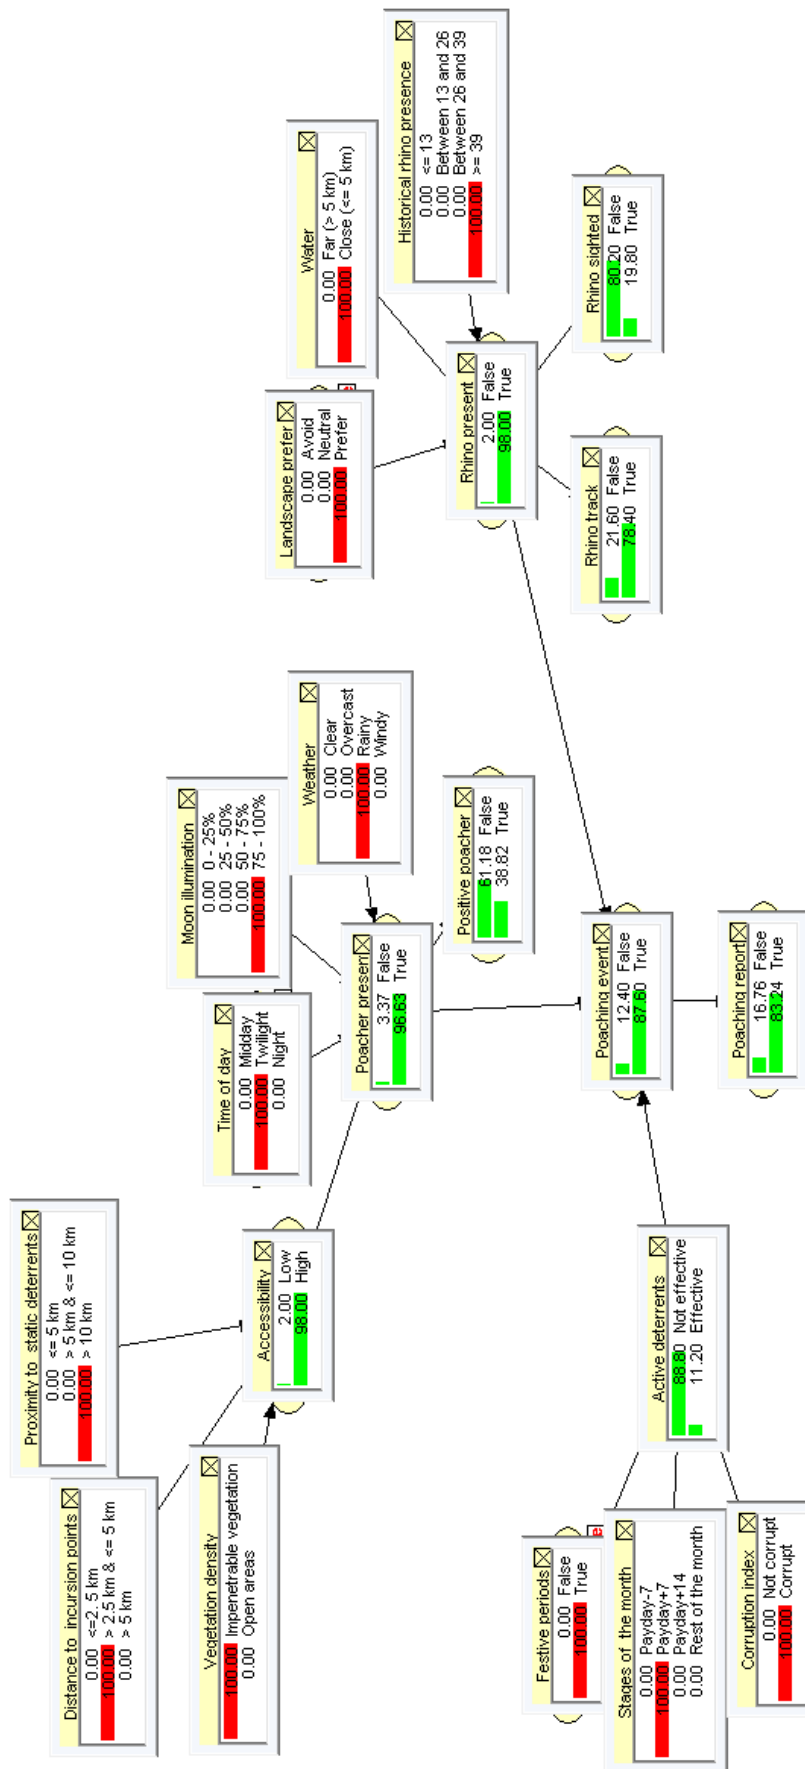 Proximity to static deterrents
0.00 <= 5 km
0.00 > 5 km & <= 10 km
100.00 > 10 km
Distance to incursion points
0.00 <=2. 5 km
100.00 > 2.5 km & <= 5 km
0.00 > 5 km
Vegetation density
100.00 Impenetrable vegetation
0.00 Open areas
Accessibility
2.00 Low
98.00 High
Time of day
0.00 Midday
100.00 Twilight
0.00 Night
Moon illumination
0.00 0 - 25%
0.00 25 - 50%
0.00 50 - 75%
100.00 75 - 100%
Weather
0.00 Clear
0.00 Overcast
100.00 Rainy
0.00 Windy
Poacher present
3.37 False
96.63 True
Positive poacher
61.18 False
38.82 True
Landscape prefer
0.00 Avoid
0.00 Neutral
100.00 Prefer
e
Water
0.00 Far (> 5 km)
100.00 Close (<= 5 km)
Historical rhino presence
0.00 <= 13
0.00 Between 13 and 26
0.00 Between 26 and 39
100.00 >= 39
Rhino present
2.00 False
98.00 True
Rhino track
21.60 False
78.40 True
Rhino sighted
80.20 False
19.80 True
Festive periods
0.00 False
100.00 True
e
Stages of the month
0.00 Payday-7
100.00 Payday+7
0.00 Payday+14
0.00 Rest of the month
Corruption index
0.00 Not corrupt
100.00 Corrupt
Active deterrents
88.80 Not effective
11.20 Effective
Poaching event
12.40 False
87.60 True
Poaching report
16.76 False
83.24 True